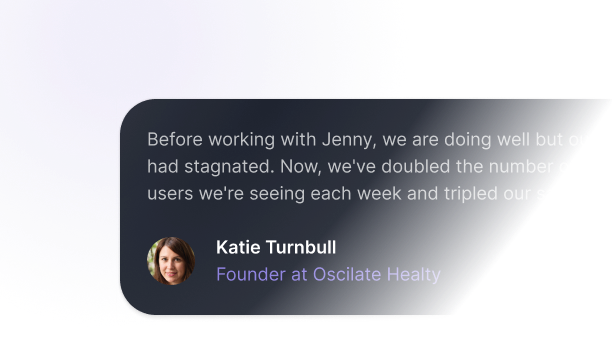 Before working with Jenny, we are doing well but
had stagnated. Now, we've doubled the number
users we're seeing each week and tripled our
Katie Turnbull
Founder at Oscilate Healty